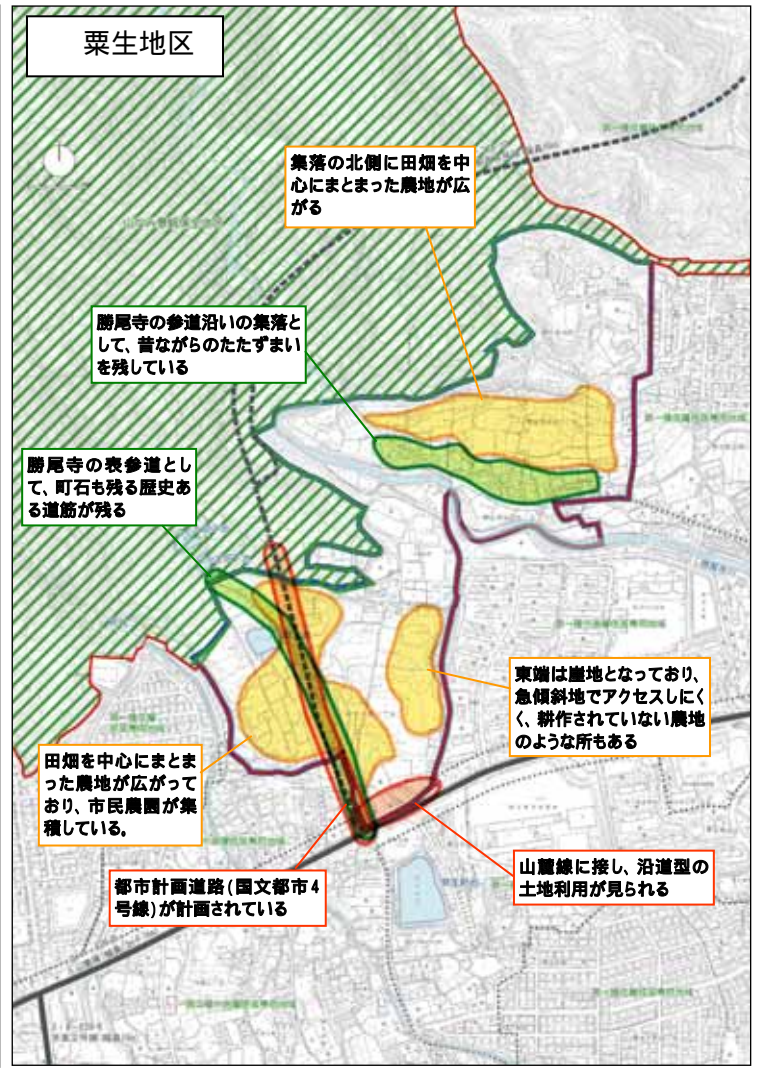 粟生地区
集落の北側に田畑を中
心にまとまった農地が広
がる
勝尾寺の参道沿いの集落と
して、昔ながらのたたずまい
を残している
勝尾寺の表参道とし
て、町石も残る歴史あ
る道筋が残る
東端は崖地となっており、
急傾斜地でアクセスしにく
く、耕作されていない農地
のような所もある
田畑を中心にまとま
った農地が広がって
おり、市民農園が集
積している。
山麓線に接し、沿道型の
土地利用が見られる
都市計画道路(国文都市4
号線)が計画されている